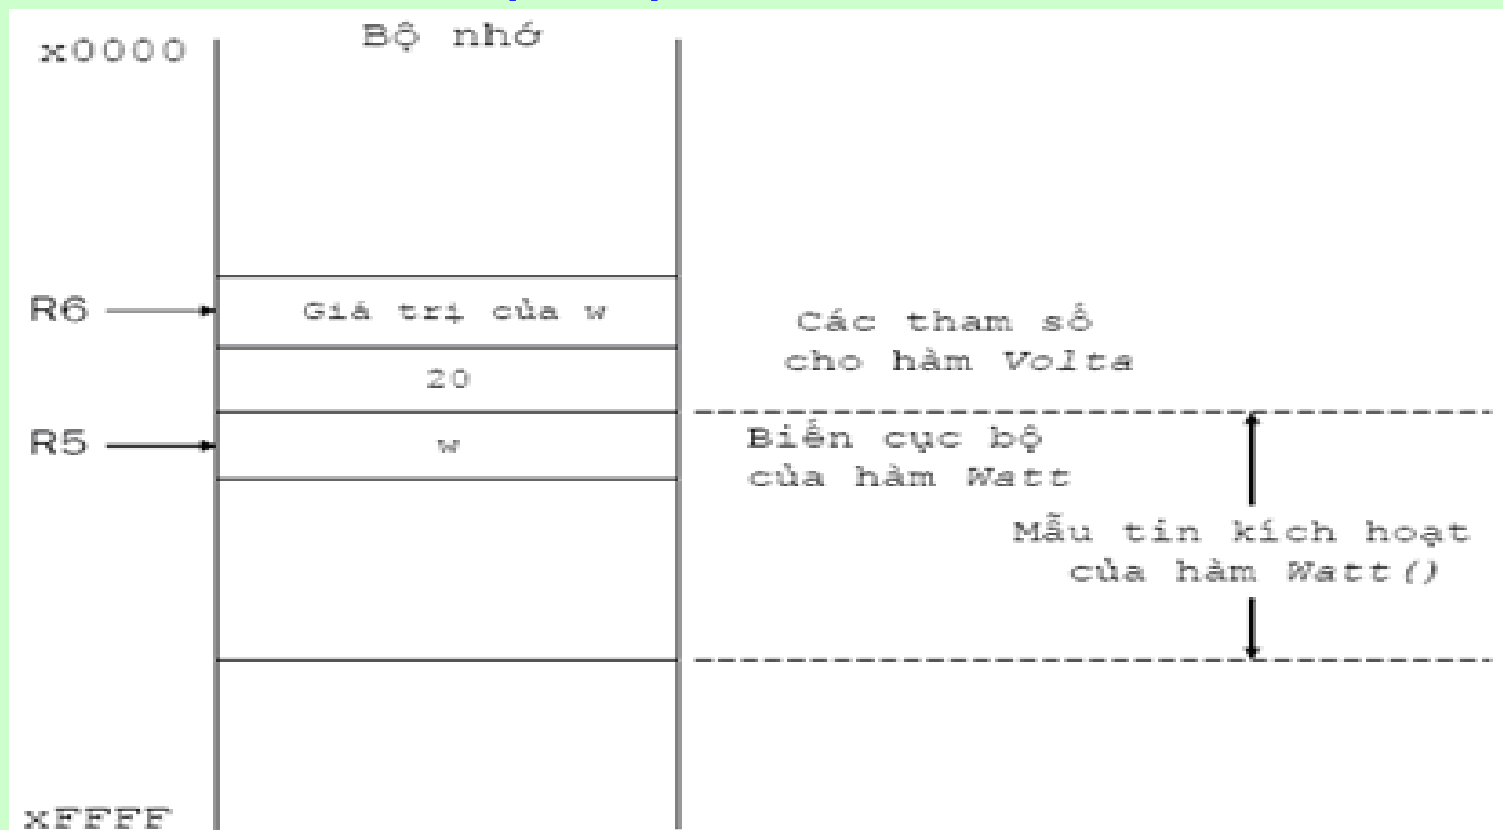 Bộ nhớ
x0000
R6
Giá trị của w
Các tham số
cho hàm Volta
20
R5
w
Biến cục bộ
của hàm Watt
Mẫu tin kích hoạt
của hàm Watt()
xFFFF